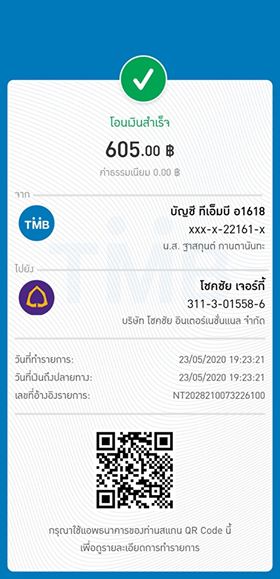 โอนเงินสำเร็จ
605.00 ฿
ค่าธรรมเนียม 0.00 ฿
จาก
TMB
บัญชี ทีเอ็มบี อ1618
xxx-x-22161-x
น.ส. ฐาสกุนต์ กานตานันทะ
ไปยัง
โชคชัย เจอร์กี้
311-3-01558-6
บริษัท โชคชัย อินเตอร์เนชั่นแนล จำกัด
วันที่ทำรายการ: 23/05/2020 19:23:21
วันที่เงินถึงปลายทาง: 23/05/2020 19:23:21
เลขที่อ้างอิงรายการ: NT2028210073226100
กรุณาใช้แอพธนาคารของท่านสแกน QR Code นี้
เพื่อดูรายละเอียดการทำรายการ